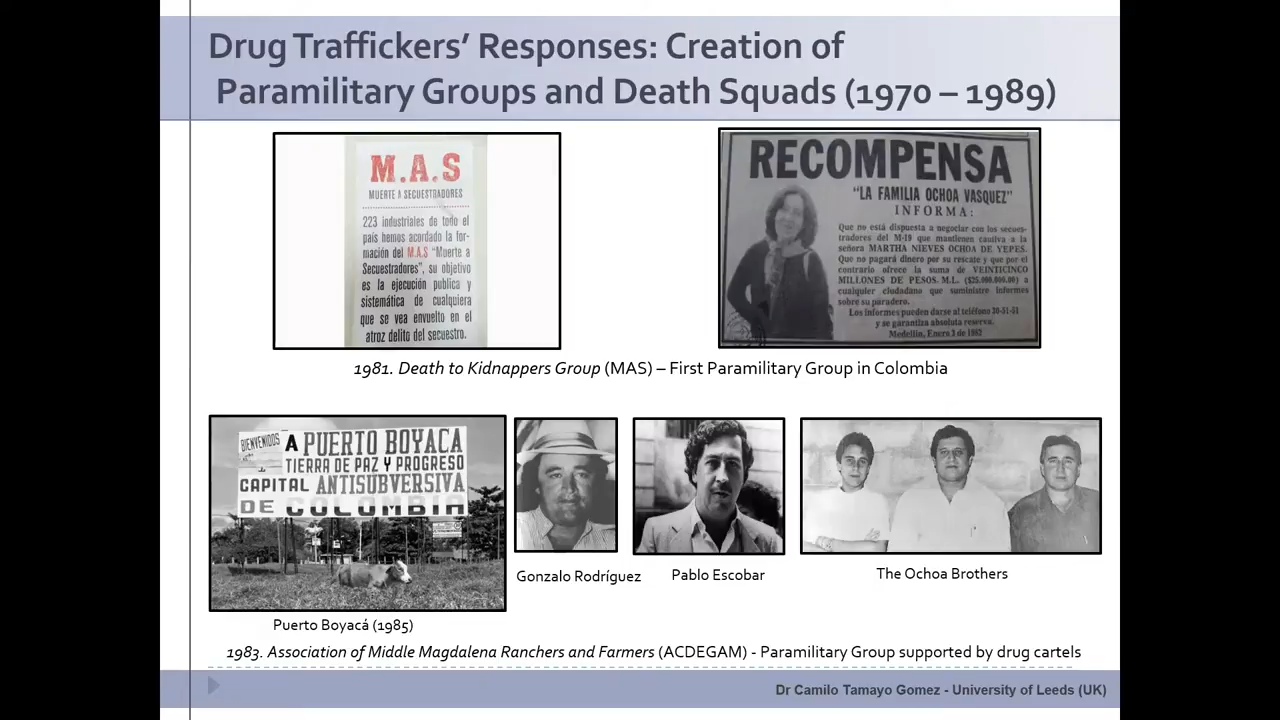 Drug Traffickers’ Responses: Creation of
Paramilitary Groups and Death Squads (1970 – 1989)
M.A.S
MUERTE A SECUESTRADORES
223 industriales de todo el
país hemos acordado la for-
mación del M.A.S "Muerte a
Secuestradores", su objetivo
es la ejecución publica y
sistemática de cualquiera
que se vea envuelto en el
atroz delito del secuestro.
RECOMPENSA
"LA FAMILIA OCHOA VASQUEZ"
INFORMA:
Que no está dispuesta a negociar con los secues-
tradores del M-19 que mantienen cautiva a la
señora MARTHA NIEVES OCHOA DE YEPES.
Que no pagará dinero por su rescate y que por el
contrario ofrece la suma de VEINTICINCO
MILLONES DE PESOS M.L. ($25.000.000.00) a
cualquier ciudadano que suministre informes
sobre su paradero.
Los informes pueden darse al teléfono 30-51-51
y se garantiza absoluta reserva.
Medellín, Enero 3 de 1982
1981. Death to Kidnappers Group (MAS) – First Paramilitary Group in Colombia
BIENVENIDOS
A PUERTO BOYACA
TIERRA DE PAZ Y PROGRESO
CAPITAL ANTISUBVERSIVA
DE COLOMBIA
Gonzalo Rodríguez
Pablo Escobar
The Ochoa Brothers
Puerto Boyacá (1985)
1983. Association of Middle Magdalena Ranchers and Farmers (ACDEGAM) - Paramilitary Group supported by drug cartels
Dr Camilo Tamayo Gomez - University of Leeds (UK)